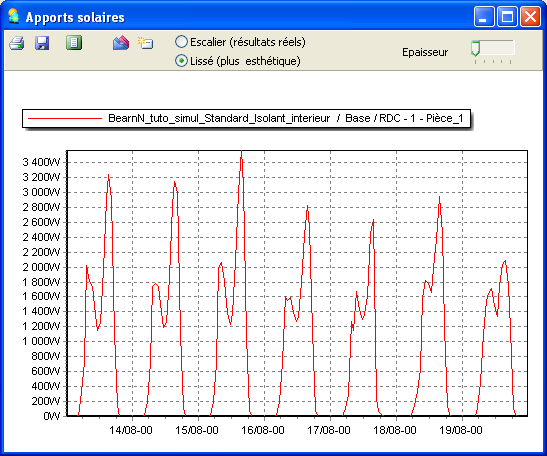 Apports solaires
Escalier (résultats réels)
Lissé (plus esthétique)
Epaisseur
BearnN_tuto_simul_Standard_Isolant_interieur / Base / RDC - 1 - Pièce_1
3 400W
3 200W
3 000W
2 800W
2 600W
2 400W
2 200W
2 000W
1 800W
1 600W
1 400W
1 200W
1 000W
800W
600W
400W
200W
0W
14/08-00 15/08-00 16/08-00 17/08-00 18/08-00 19/08-00